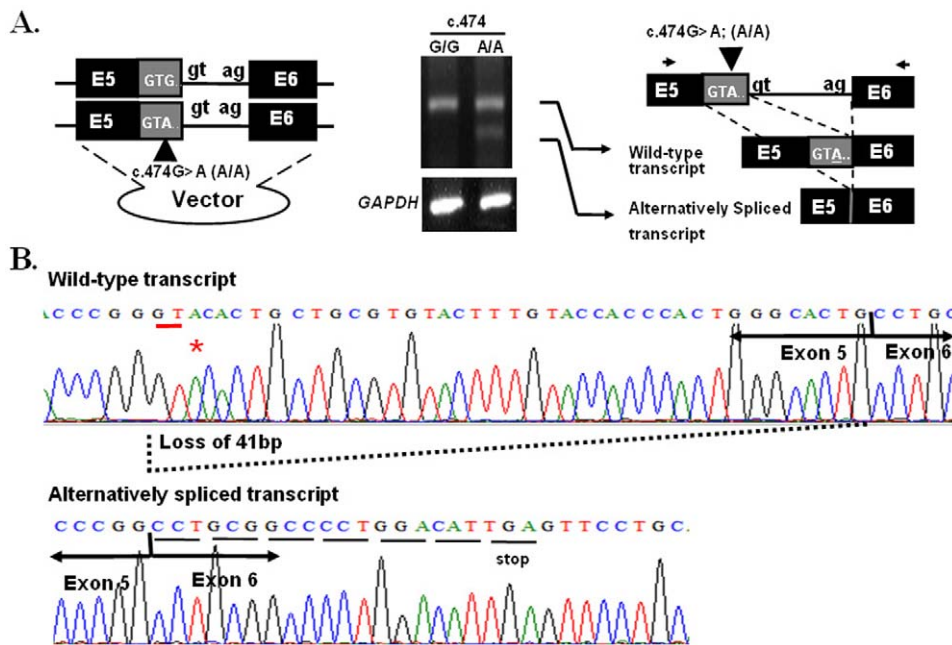 A.
E5
GTG..
gt
ag
E6
E5
GTA..
gt
ag
E6
c.474G>A (A/A)
Vector
c.474
G/G
A/A
GAPDH
c.474G>A; (A/A)
E5
GTA..
gt
ag
E6
Wild-type
transcript
E5
GTA..
E6
Alternatively Spliced
transcript
E5
E6
B.
Wild-type transcript
A C C C G G G T A C A C T G C T G C G T G T A C T T T G T A C C A C C C A C T G G G C A C T G C C T G C
*
Exon 5
Exon 6
Loss of 41bp
Alternatively spliced transcript
C C C G G C C T G C G G C C C C T G G A C A T T G A G T T C C T G C .
Exon 5
Exon 6
stop